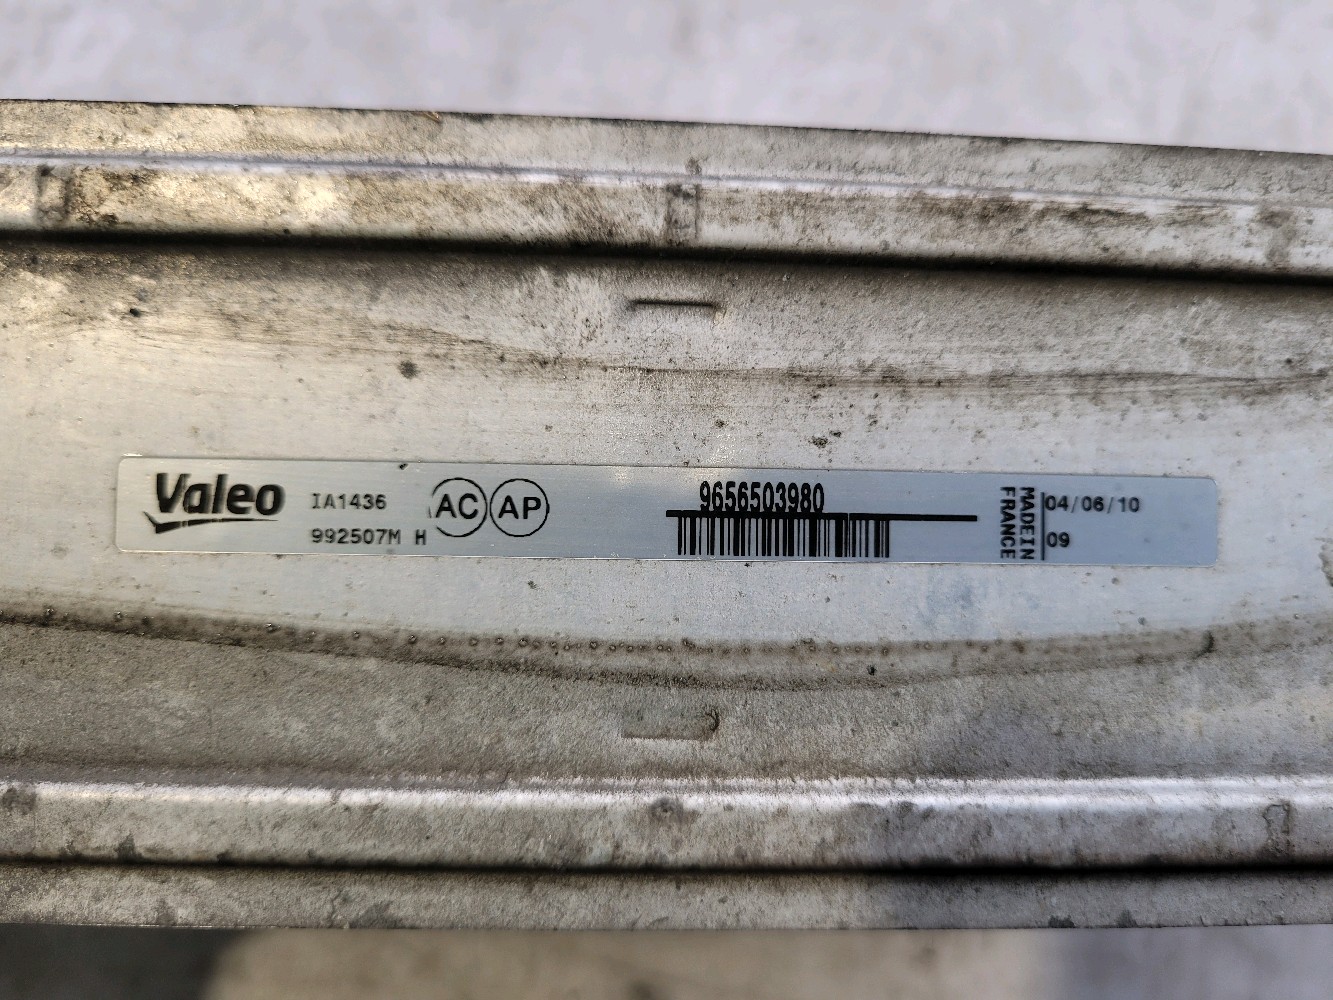 Valeo
IA1436
992507M H
AC AP
9656503980
MADE IN
FRANCE
04/06/10
09